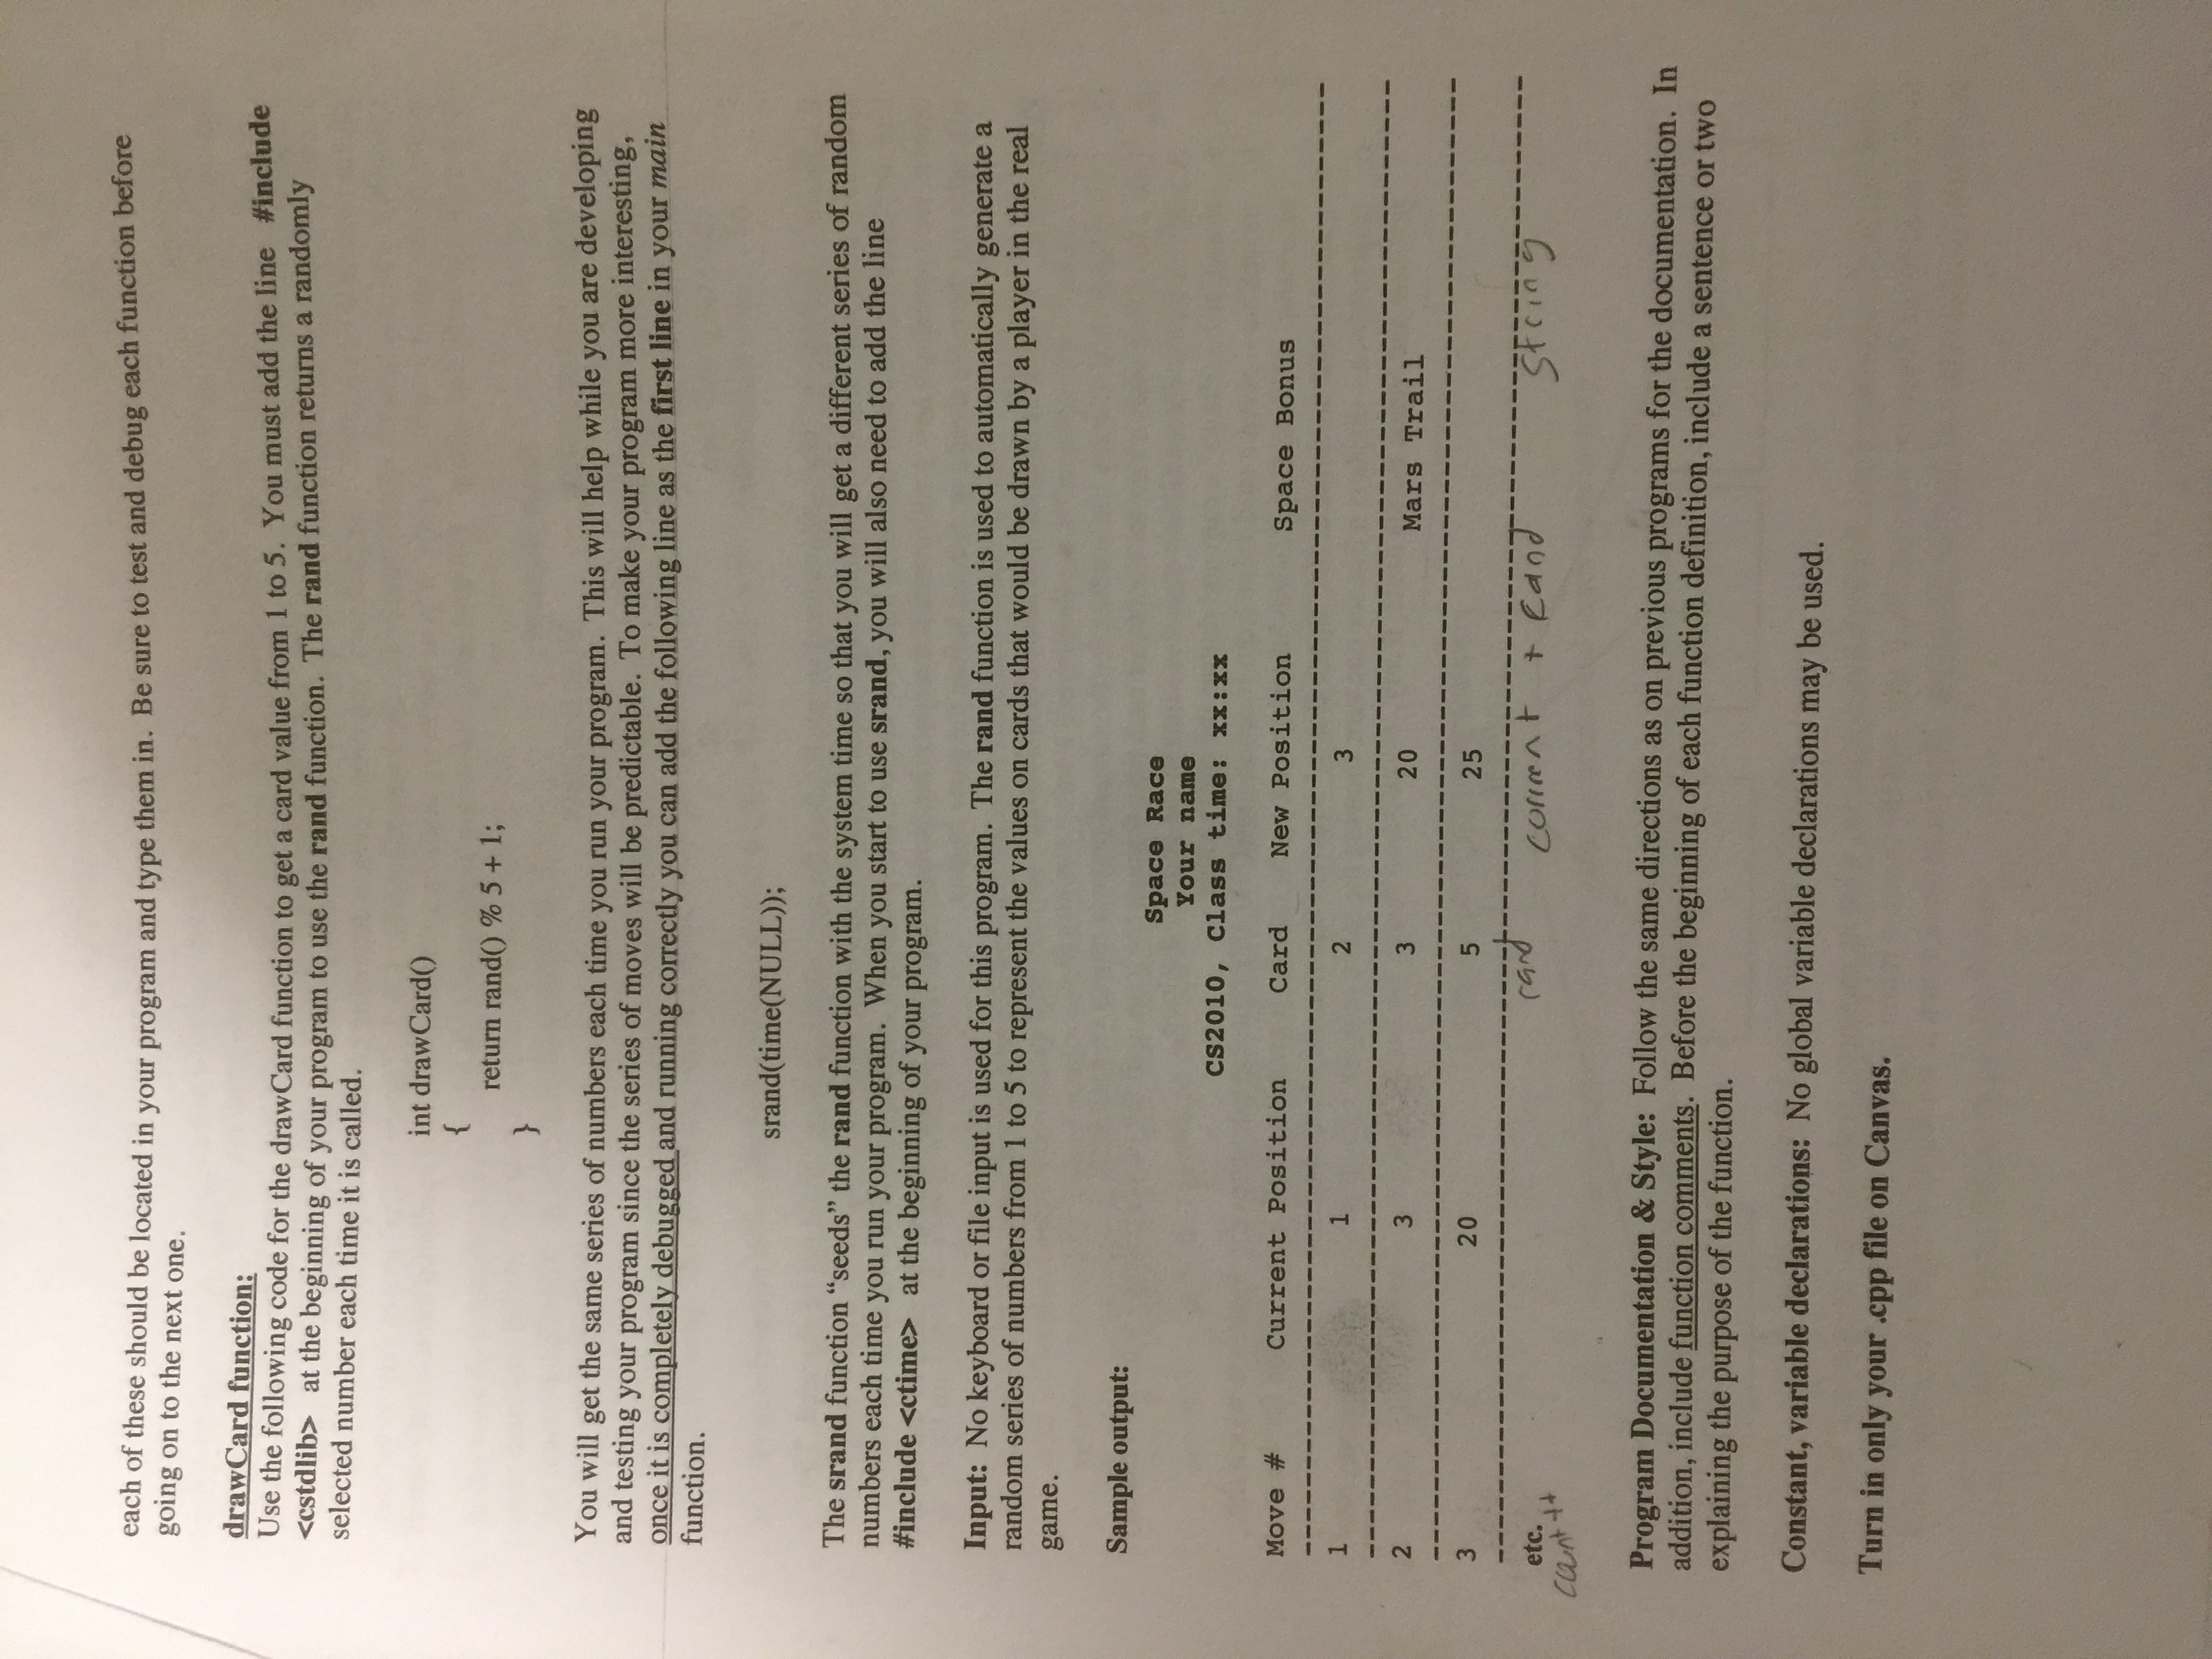 each of these should be located in your program and type them in. Be sure to test and debug each function before
going on to the next one.
drawCard function:
Use the following code for the drawCard function to get a card value from 1 to 5. You must add the line #include
<cstdlib> at the beginning of your program to use the rand function. The rand function returns a randomly
selected number each time it is called.
int drawCard()
{
return rand() % 5 + 1;
}
You will get the same series of numbers each time you run your program. This will help while you are developing
and testing your program since the series of moves will be predictable. To make your program more interesting,
once it is completely debugged and running correctly you can add the following line as the first line in your main
function.
srand(time(NULL));
The srand function “seeds” the rand function with the system time so that you will get a different series of random
numbers each time you run your program. When you start to use srand, you will also need to add the line
#include <ctime> at the beginning of your program.
Input: No keyboard or file input is used for this program. The rand function is used to automatically generate a
random series of numbers from 1 to 5 to represent the values on cards that would be drawn by a player in the real
game.
Sample output:
Space Race
Your name
CS2010, Class time: xx:xx
Move # Current Position Card New Position Space Bonus
1 1 2 3
2 3 3 20 Mars Trail
3 20 5 25
etc. rand current + Rand string
count ++
Program Documentation & Style: Follow the same directions as on previous programs for the documentation. In
addition, include function comments. Before the beginning of each function definition, include a sentence or two
explaining the purpose of the function.
Constant, variable declarations: No global variable declarations may be used.
Turn in only your .cpp file on Canvas.